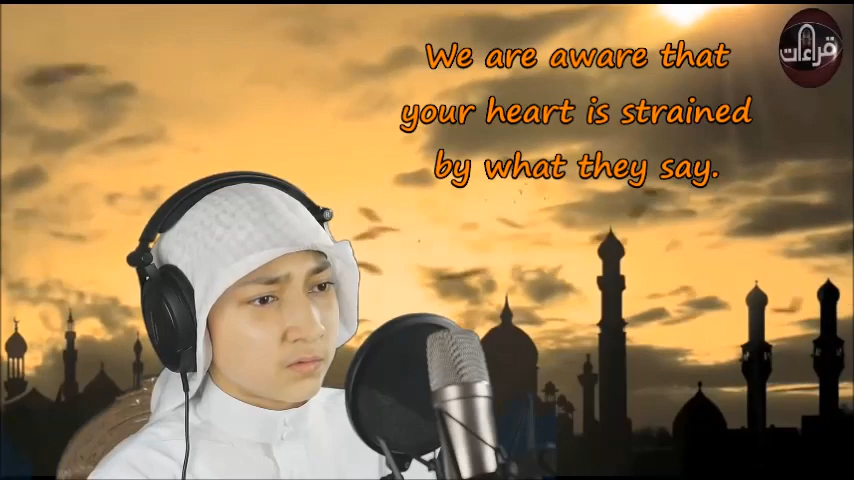 We are aware that
your heart is strained
by what they say.
قراءات